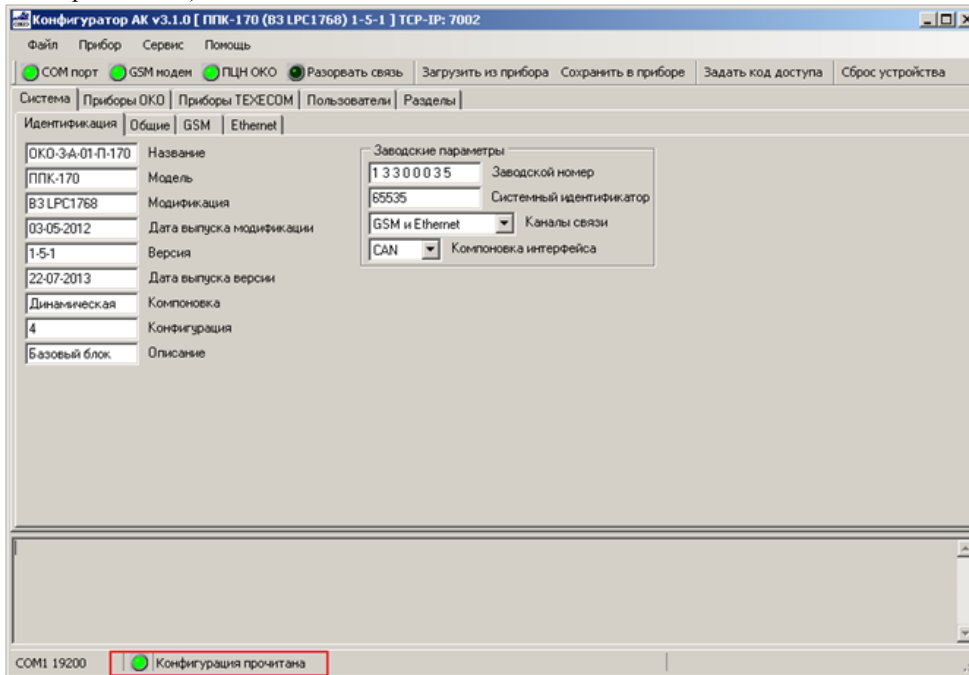 Конфигуратор АК v3.1.0 [ ППК-170 (В3 LPC1768) 1-5-1 ] TCP-IP: 7002
Файл Прибор Сервис Помощь
COM порт GSM модем ПЦН ОКО Разорвать связь Загрузить из прибора Сохранить в приборе Задать код доступа Сброс устройства
Система Приборы ОКО Приборы TEXECOM Пользователи Разделы
Идентификация Общие GSM Ethernet
ОКО-3-А-01-П-170 Название
ППК-170 Модель
В3 LPC1768 Модификация
03-05-2012 Дата выпуска модификации
1-5-1 Версия
22-07-2013 Дата выпуска версии
Динамическая Компоновка
4 Конфигурация
Базовый блок Описание
Заводские параметры
13300035 Заводской номер
65535 Системный идентификатор
GSM и Ethernet Каналы связи
CAN Компоновка интерфейса
COM1 19200 Конфигурация прочитана